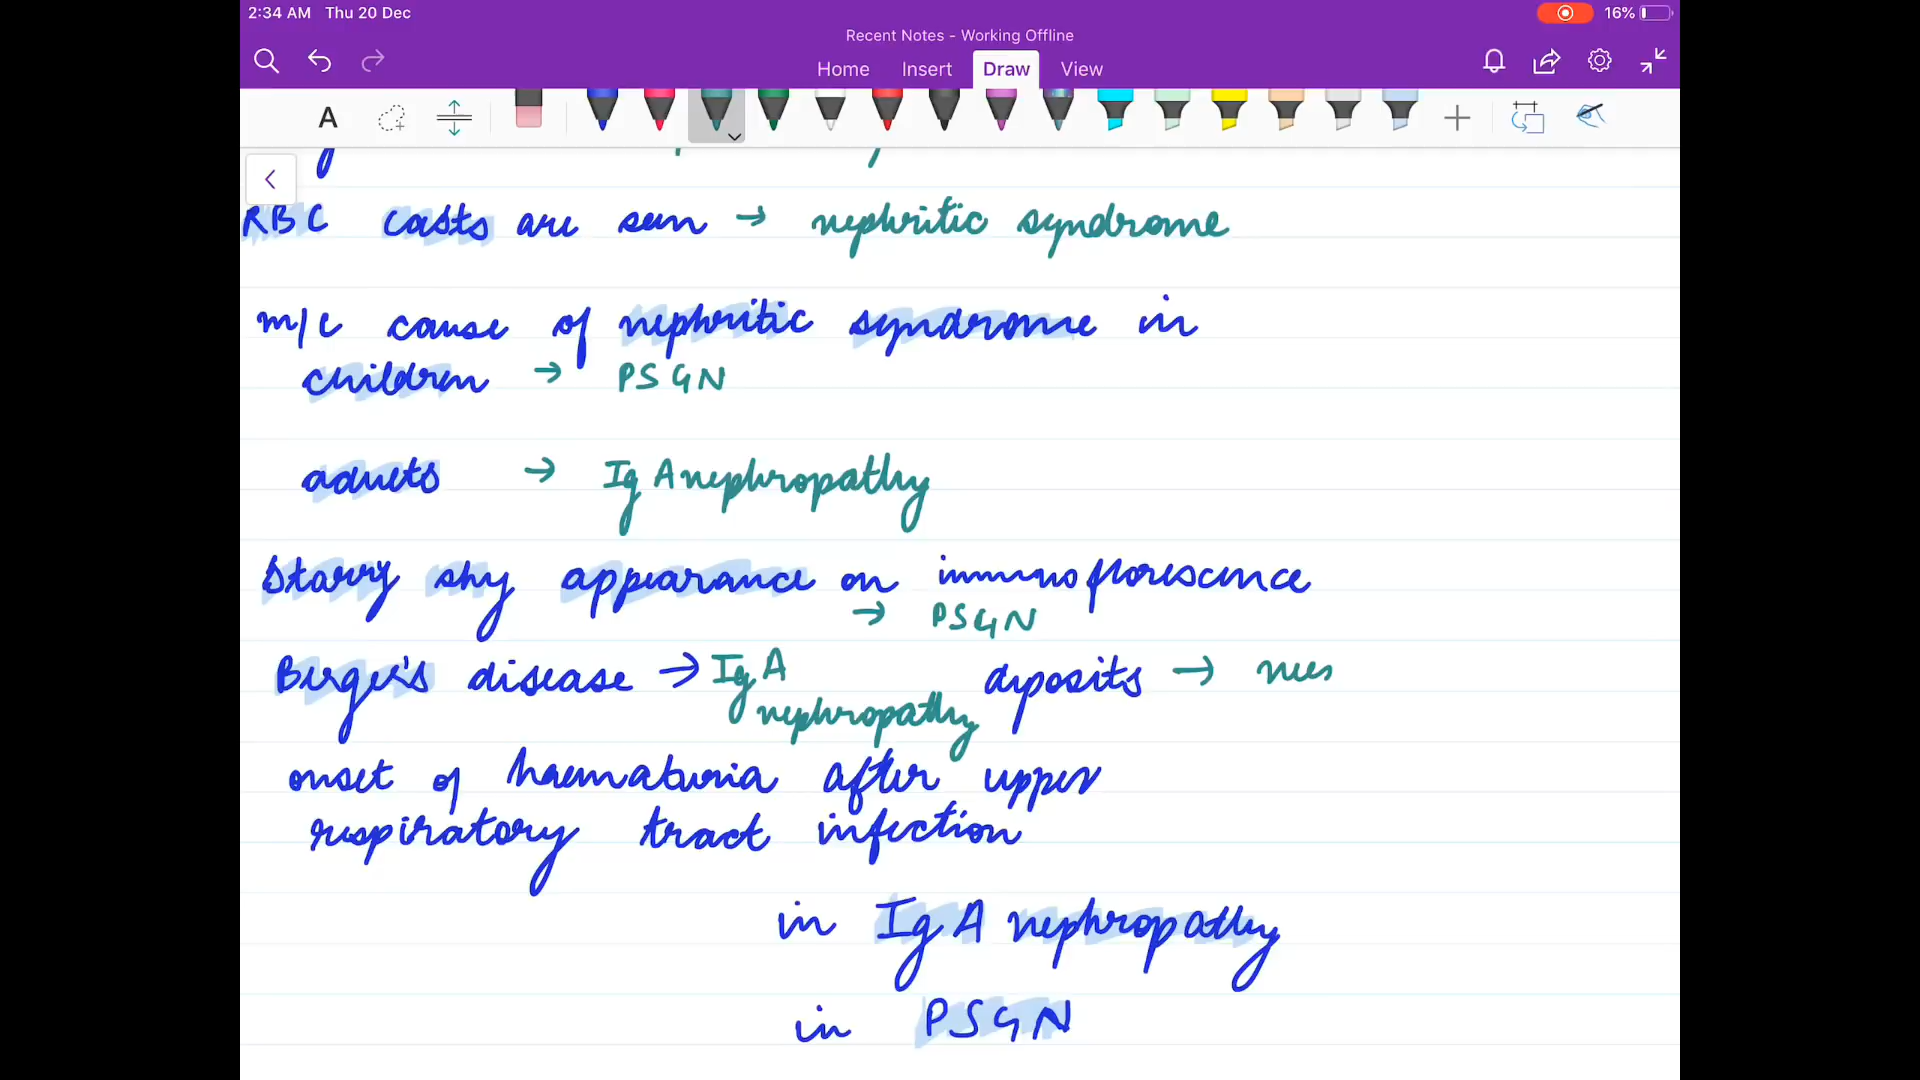 2:34 AM Thu 20 Dec
16%
Recent Notes - Working Offline
Home Insert Draw View
A
RBC casts are seen → nephritic syndrome
m/c cause of nephritic syndrome in
children → PSGN
adults → IgA nephropathy
Starry sky appearance on immunoflorescence
→ PSGN
Berger's disease → IgA nephropathy deposits →
onset of haematuria after upper
respiratory tract infection
in IgA nephropathy
in PSGN